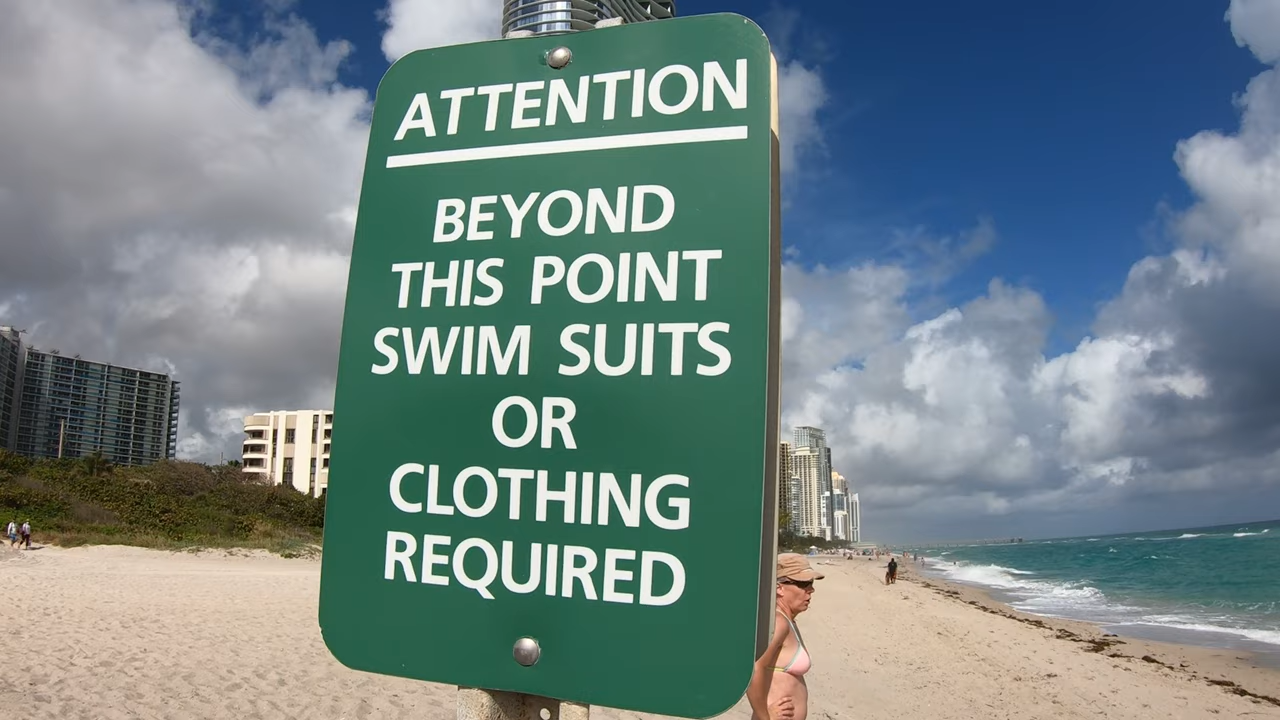 ATTENTION
BEYOND
THIS POINT
SWIM SUITS
OR
CLOTHING
REQUIRED